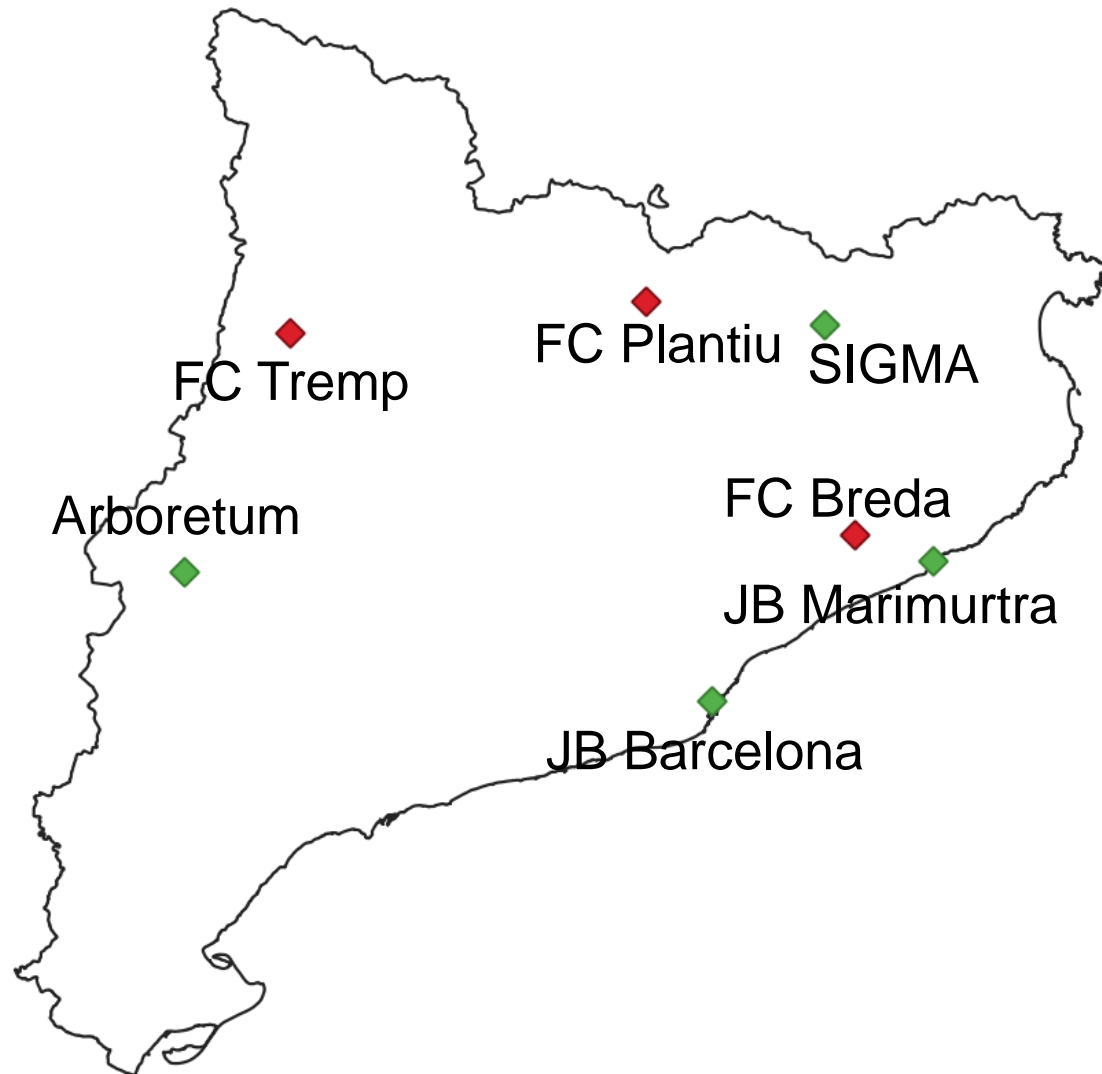 FC Plantiu
SIGMA
FC Tremp
FC Breda
Arboretum
JB Marimurtra
JB Barcelona